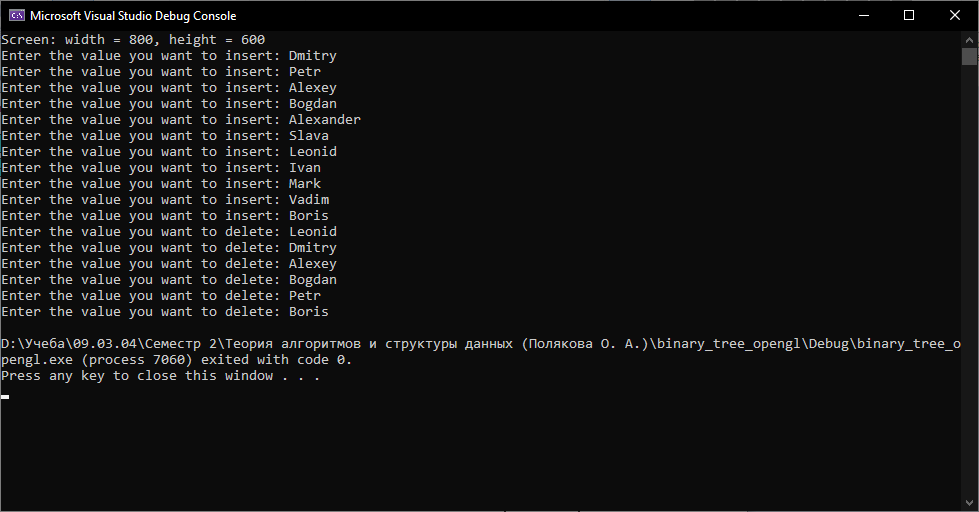 Microsoft Visual Studio Debug Console
Screen: width = 800, height = 600
Enter the value you want to insert: Dmitry
Enter the value you want to insert: Petr
Enter the value you want to insert: Alexey
Enter the value you want to insert: Bogdan
Enter the value you want to insert: Alexander
Enter the value you want to insert: Slava
Enter the value you want to insert: Leonid
Enter the value you want to insert: Ivan
Enter the value you want to insert: Mark
Enter the value you want to insert: Vadim
Enter the value you want to insert: Boris
Enter the value you want to delete: Leonid
Enter the value you want to delete: Dmitry
Enter the value you want to delete: Alexey
Enter the value you want to delete: Bogdan
Enter the value you want to delete: Petr
Enter the value you want to delete: Boris
D:\Учеба\09.03.04\Семестр 2\Теория алгоритмов и структуры данных (Полякова О. А.)\binary_tree_opengl\Debug\binary_tree_o
pengl.exe (process 7060) exited with code 0.
Press any key to close this window . . .